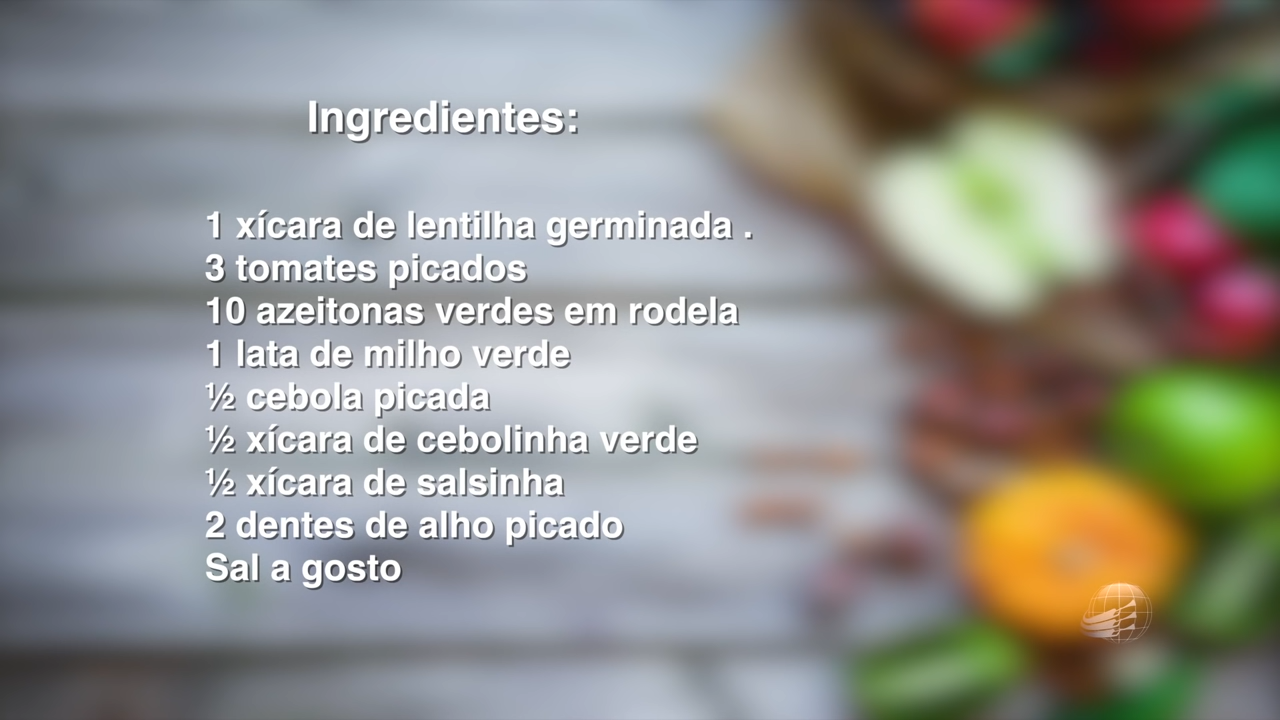 Ingredientes:
1 xícara de lentilha germinada .
3 tomates picados
10 azeitonas verdes em rodela
1 lata de milho verde
½ cebola picada
½ xícara de cebolinha verde
½ xícara de salsinha
2 dentes de alho picado
Sal a gosto